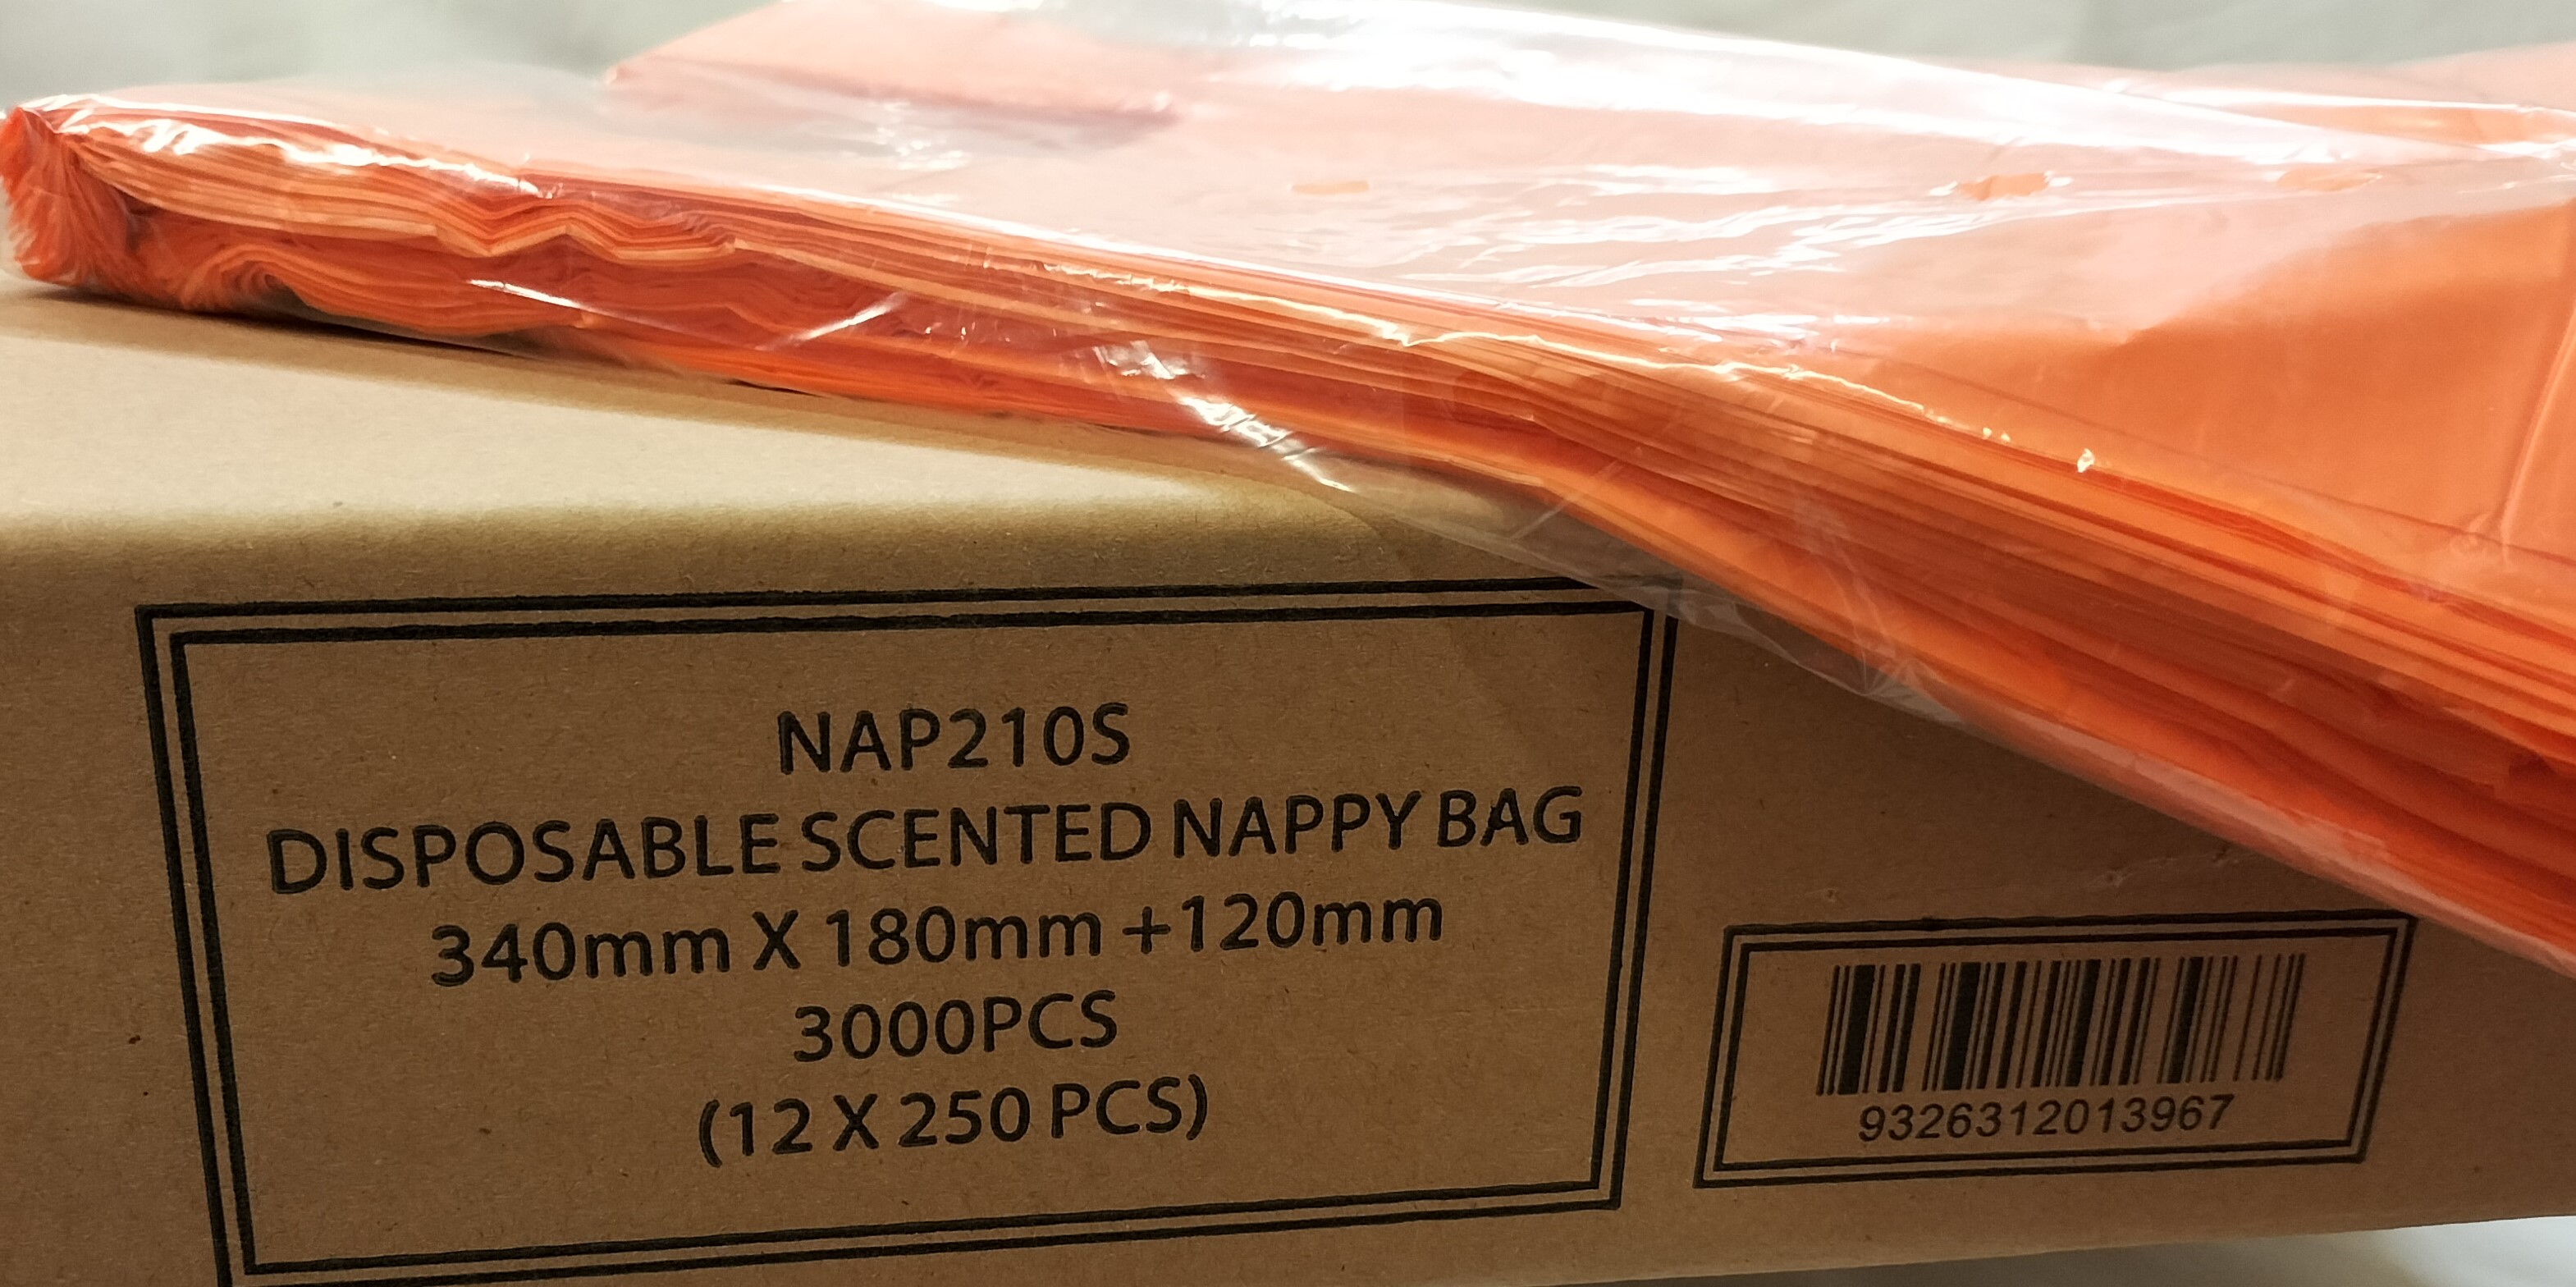 NAP210S
DISPOSABLE SCENTED NAPPY BAG
340mm X 180mm +120mm
3000PCS
(12 X 250 PCS)
9326312013967